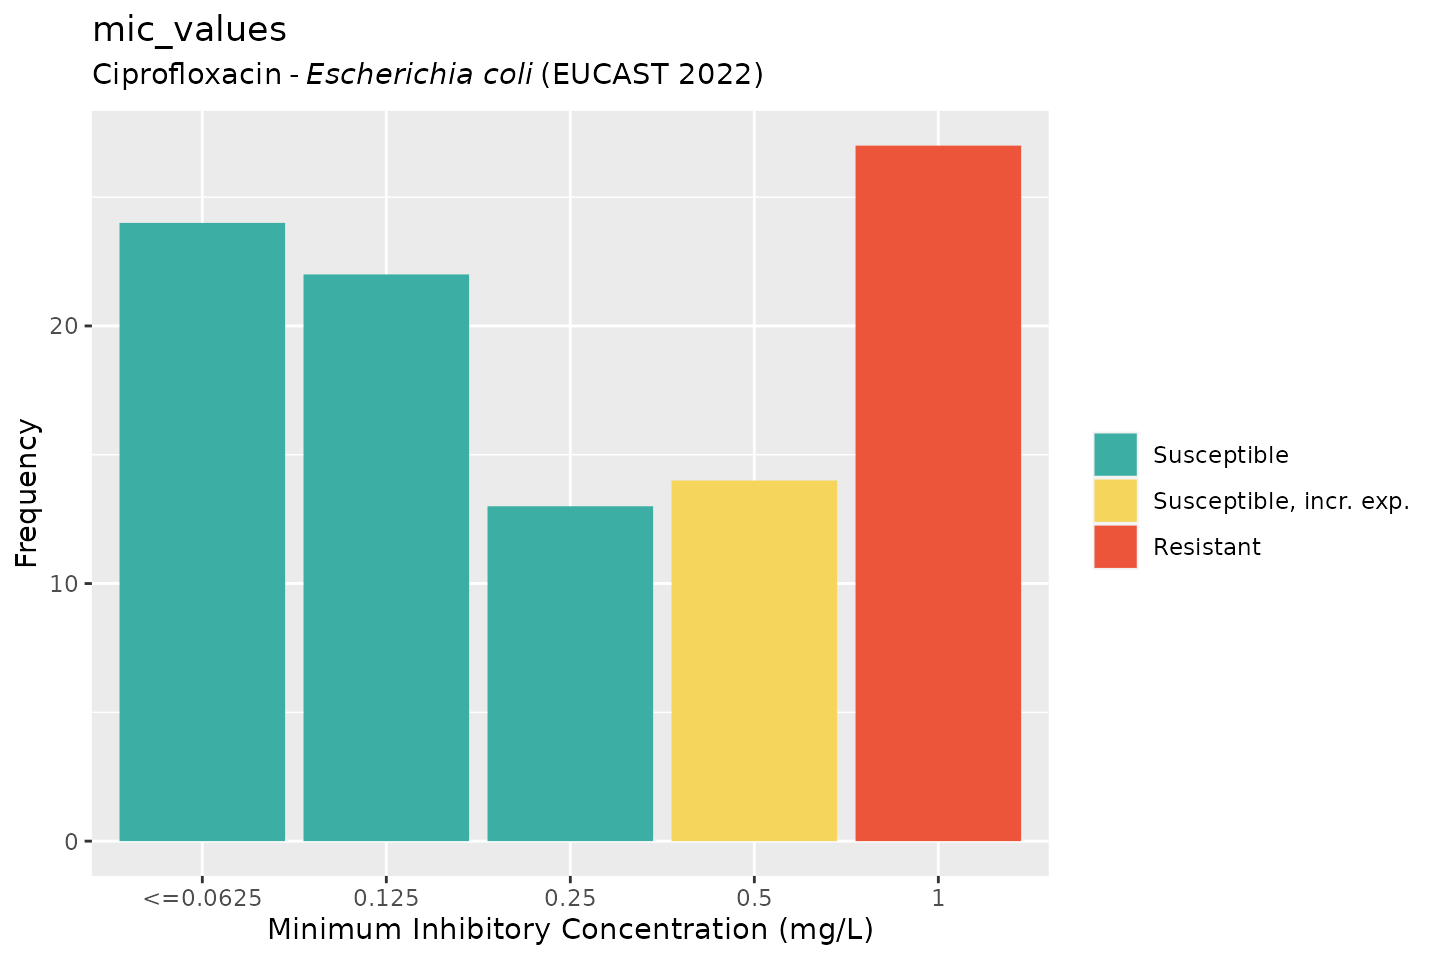 mic_values
Ciprofloxacin - Escherichia coli (EUCAST 2022)
Frequency
20
10
0
<=0.0625 0.125 0.25 0.5 1
Minimum Inhibitory Concentration (mg/L)
Susceptible
Susceptible, incr. exp.
Resistant